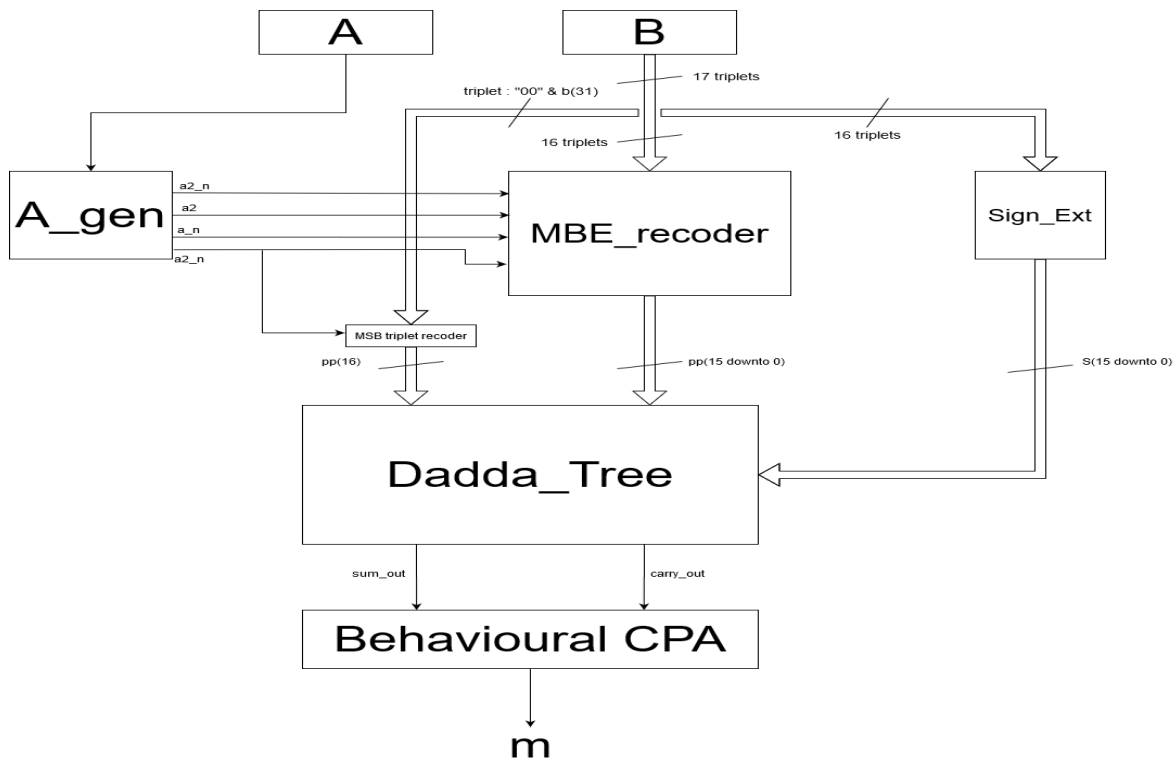 A
B
17 triplets
triplet : "00" & b(31)
16 triplets
16 triplets
A_gen
a2_n
a2
a_n
a2_n
MBE_recoder
Sign_Ext
MSB triplet recoder
pp(16)
pp(15 downto 0)
S(15 downto 0)
Dadda_Tree
sum_out
carry_out
Behavioural CPA
m